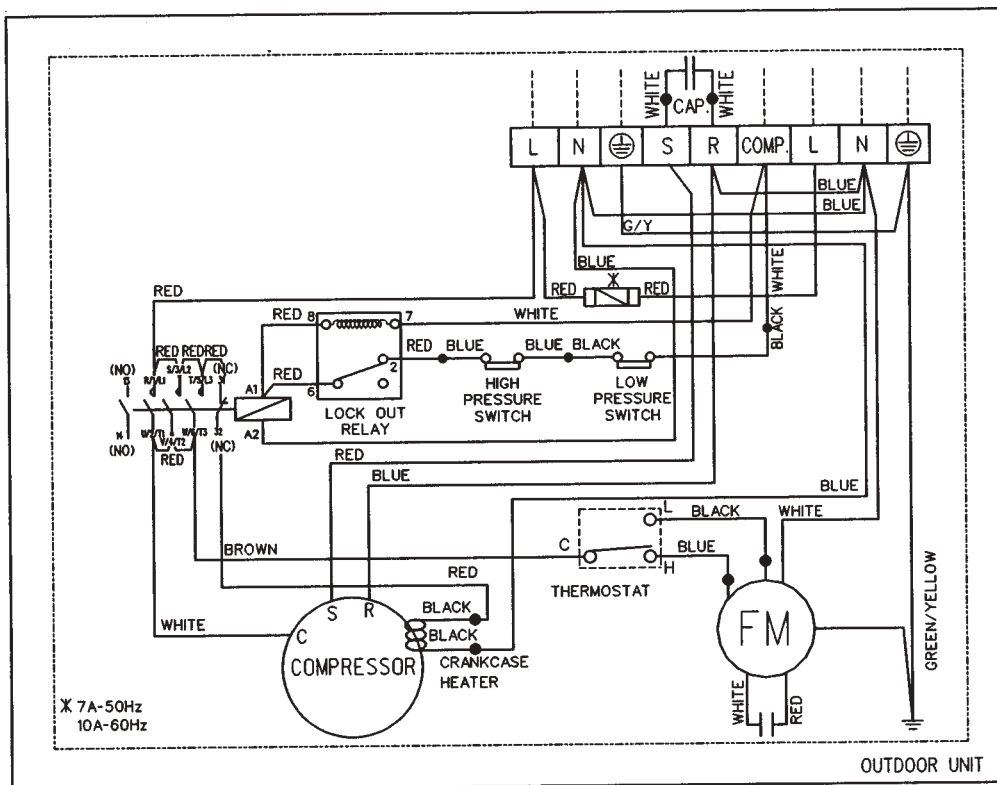 WHITE
CAP.
WHITE
L N S R COMP. L N
BLUE
BLUE
G/Y
BLUE
RED
RED
RED
WHITE
BLACK
WHITE
RED 8 7
RED BLUE BLUE BLACK
RED 6 2
HIGH
PRESSURE
SWITCH
LOW
PRESSURE
SWITCH
LOCK OUT
RELAY
RED RED RED
(NO) (NC)
A1
A2
14
32
(NO) (NC)
RED
RED
BLUE
BLUE
L
BLACK
WHITE
C
BLUE
H
THERMOSTAT
BROWN
RED
S R
BLACK
BLACK
WHITE
C
COMPRESSOR
CRANKCASE
HEATER
FM
GREEN/YELLOW
WHITE
RED
7A-50Hz
10A-60Hz
OUTDOOR UNIT